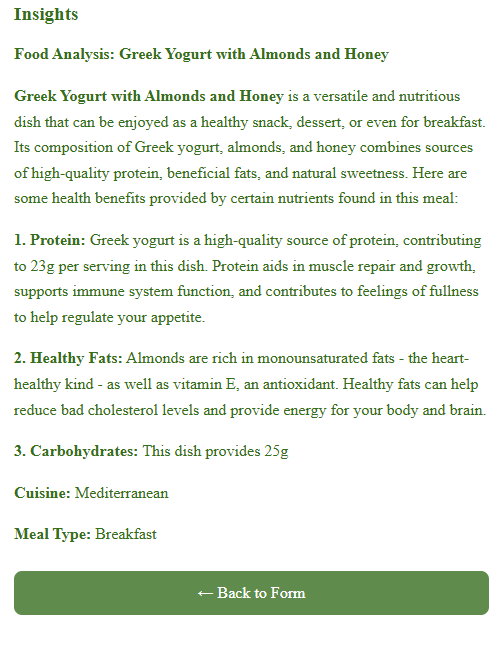 Insights
Food Analysis: Greek Yogurt with Almonds and Honey
Greek Yogurt with Almonds and Honey is a versatile and nutritious
dish that can be enjoyed as a healthy snack, dessert, or even for breakfast.
Its composition of Greek yogurt, almonds, and honey combines sources
of high-quality protein, beneficial fats, and natural sweetness. Here are
some health benefits provided by certain nutrients found in this meal:
1. Protein: Greek yogurt is a high-quality source of protein, contributing
to 23g per serving in this dish. Protein aids in muscle repair and growth,
supports immune system function, and contributes to feelings of fullness
to help regulate your appetite.
2. Healthy Fats: Almonds are rich in monounsaturated fats - the heart-
healthy kind - as well as vitamin E, an antioxidant. Healthy fats can help
reduce bad cholesterol levels and provide energy for your body and brain.
3. Carbohydrates: This dish provides 25g
Cuisine: Mediterranean
Meal Type: Breakfast
← Back to Form